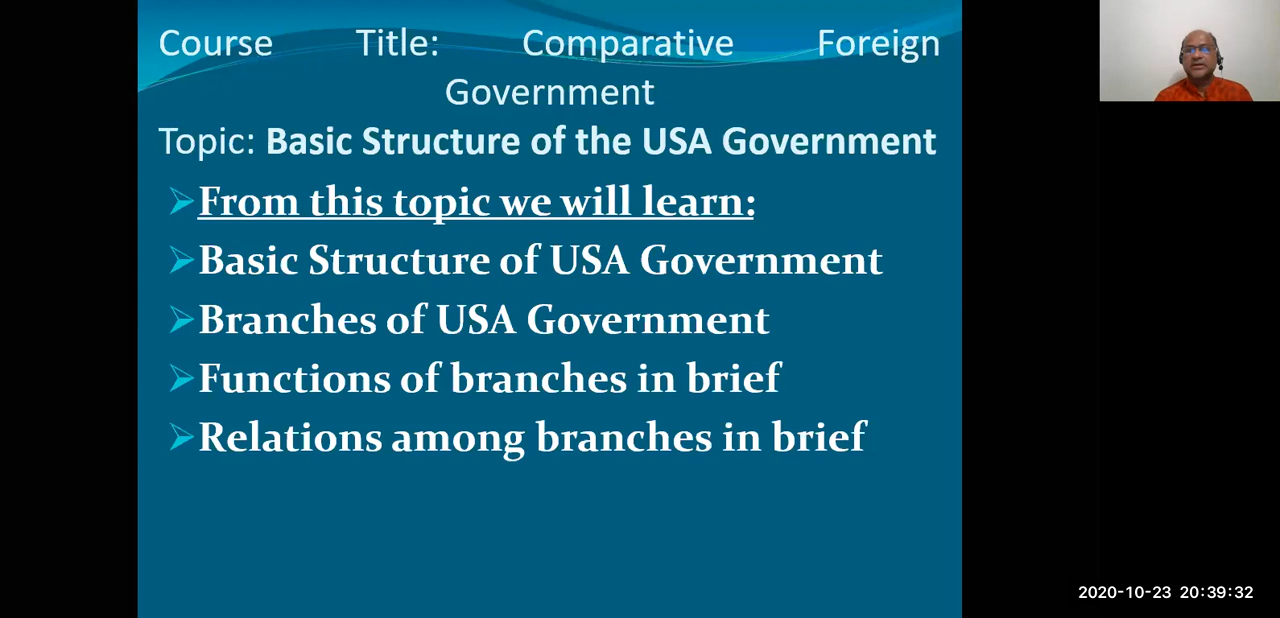 Course Title: Comparative Foreign
Government
Topic: Basic Structure of the USA Government
From this topic we will learn:
Basic Structure of USA Government
Branches of USA Government
Functions of branches in brief
Relations among branches in brief
2020-10-23 20:39:32